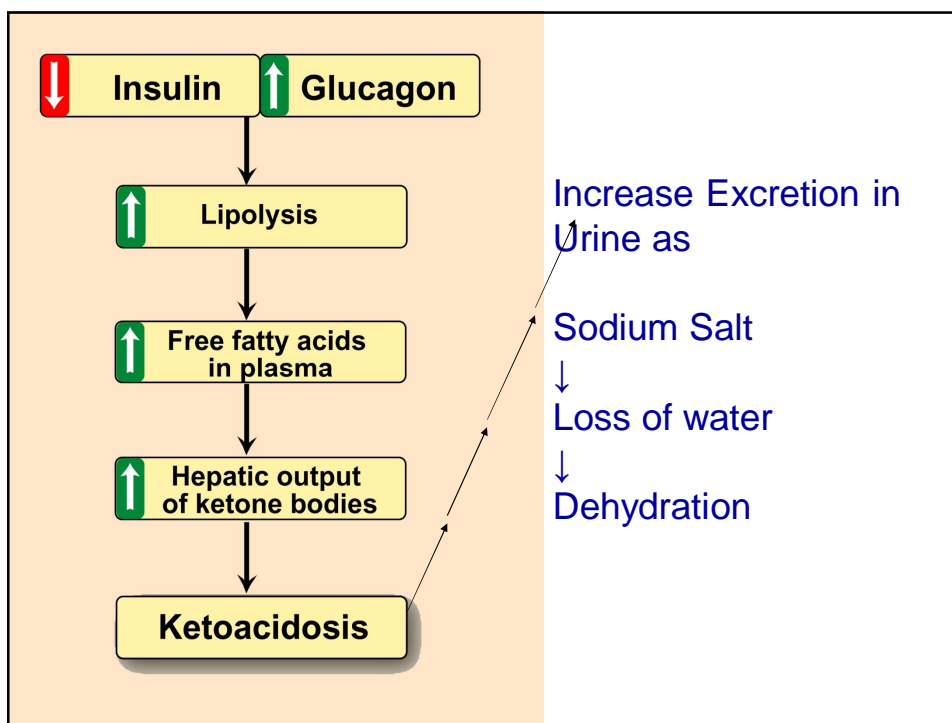 Insulin
Glucagon
Lipolysis
Free fatty acids
in plasma
Hepatic output
of ketone bodies
Ketoacidosis
Increase Excretion in
Urine as
Sodium Salt
↓
Loss of water
↓
Dehydration